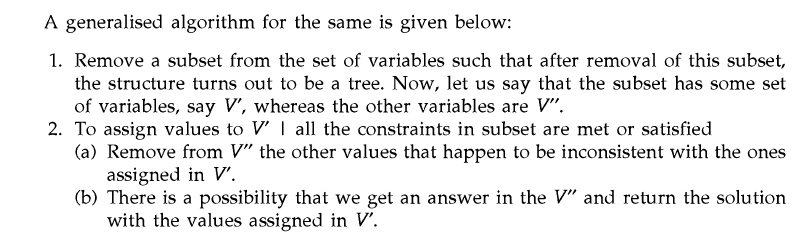 A generalised algorithm for the same is given below:
1. Remove a subset from the set of variables such that after removal of this subset,
the structure turns out to be a tree. Now, let us say that the subset has some set
of variables, say V′, whereas the other variables are V″.
2. To assign values to V′ | all the constraints in subset are met or satisfied
(a) Remove from V″ the other values that happen to be inconsistent with the ones
assigned in V′.
(b) There is a possibility that we get an answer in the V″ and return the solution
with the values assigned in V′.